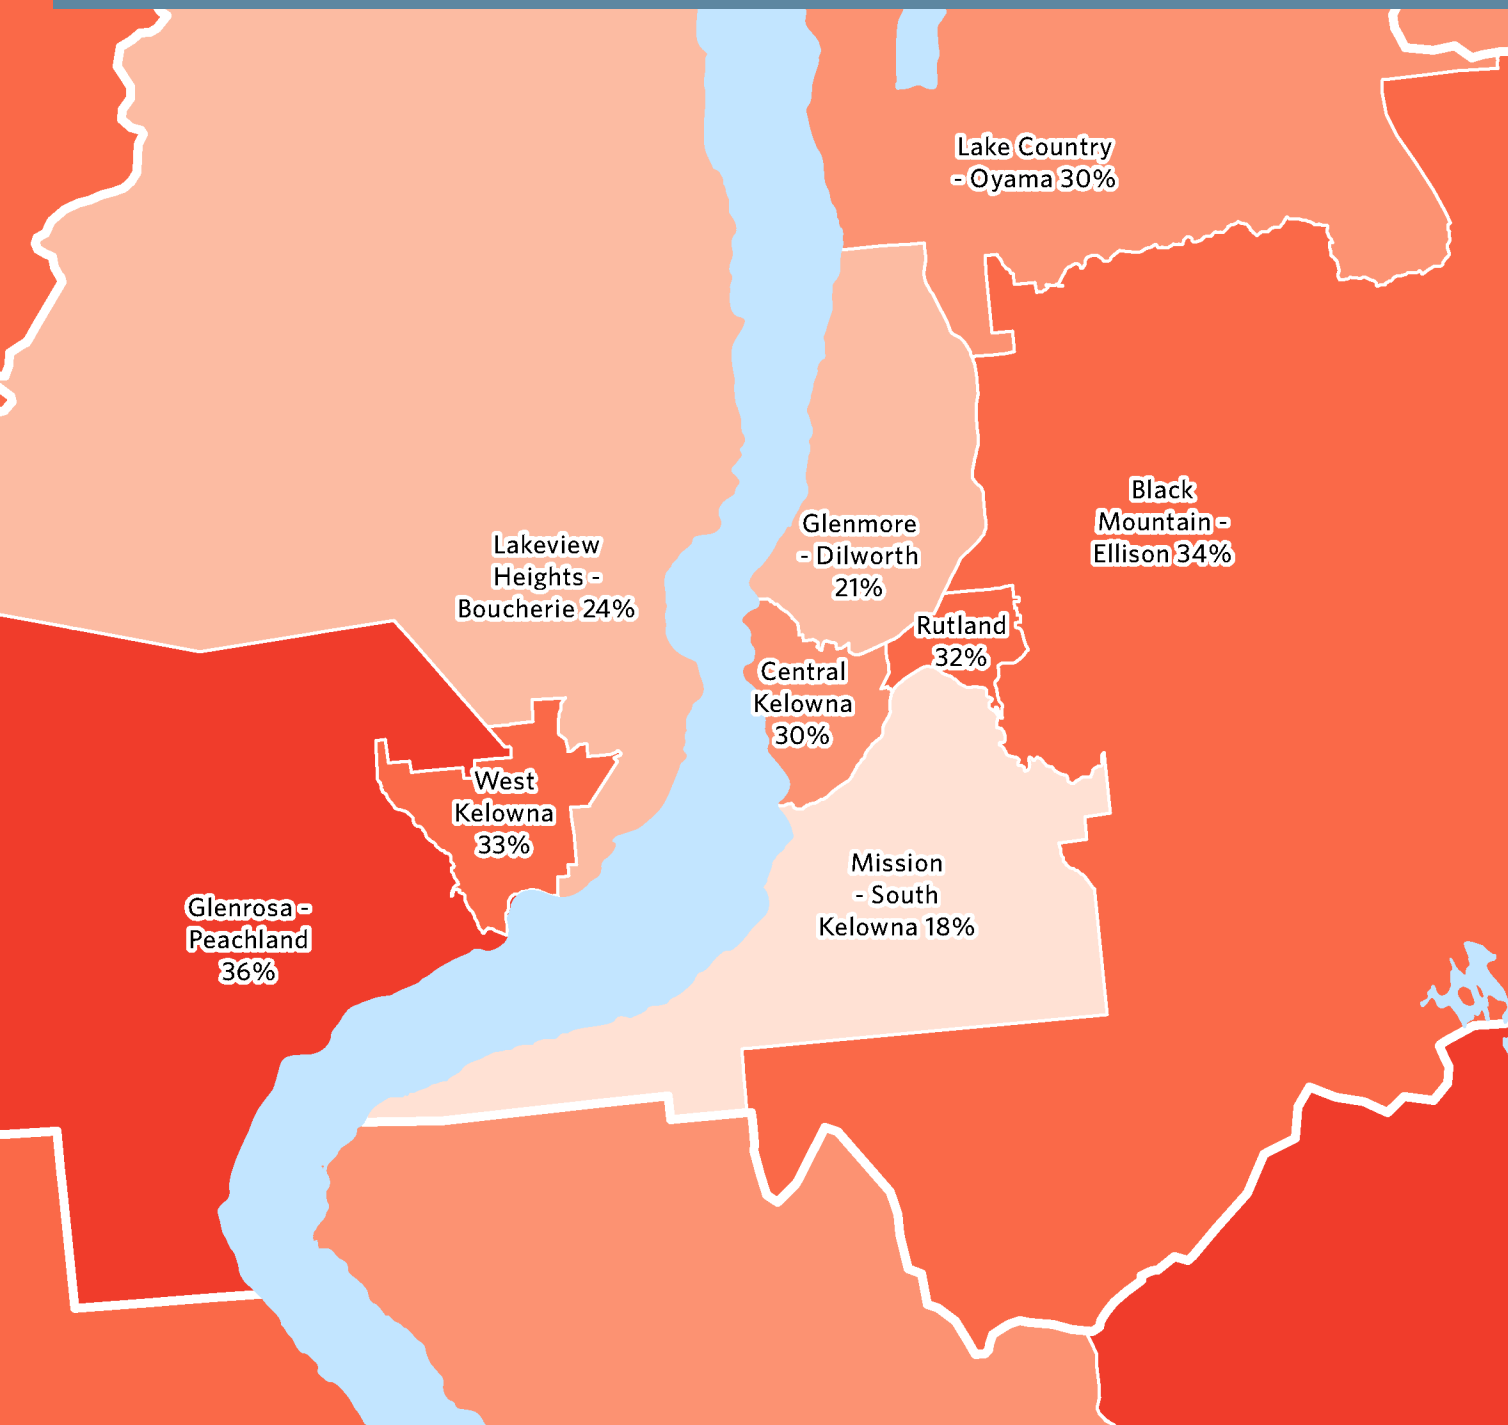 Lake Country
- Oyama 30%
Black
Mountain -
Ellison 34%
Glenmore
- Dilworth
21%
Lakeview
Heights -
Boucherie 24%
Rutland
32%
Central
Kelowna
30%
West
Kelowna
33%
Mission
- South
Kelowna 18%
Glenrosa -
Peachland
36%